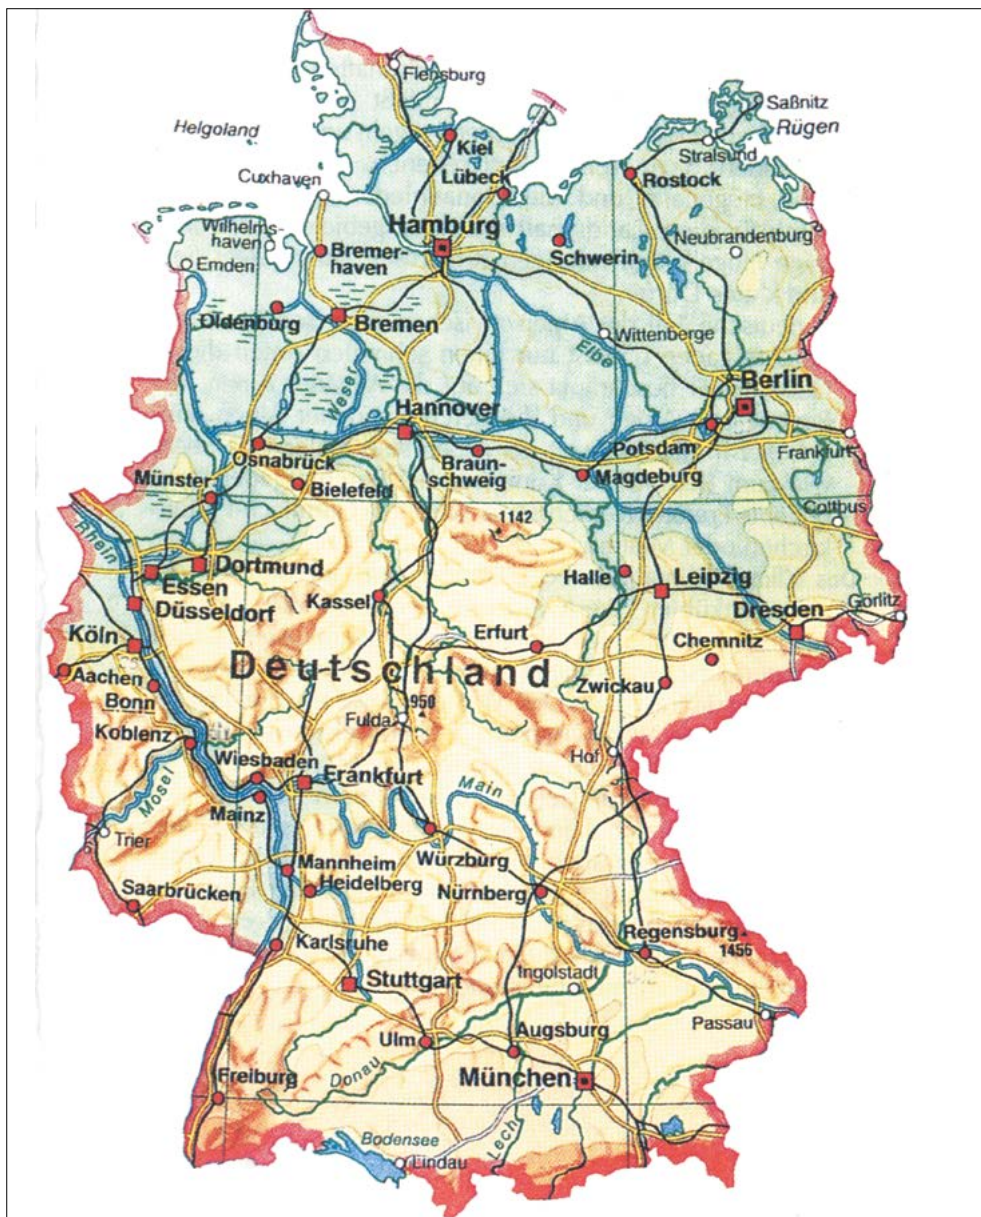 Flensburg
Saßnitz
Rügen
Helgoland
Kiel
Stralsund
Lübeck
Rostock
Cuxhaven
Hamburg
Wilhelms-
haven
Bremer-
haven
Schwerin
Neubrandenburg
Emden
Oldenburg
Bremen
Wittenberge
Elbe
Weser
Berlin
Hannover
Potsdam
Osnabrück
Braun-
schweig
Frankfurt
Münster
Bielefeld
Magdeburg
Cottbus
1142
Rhein
Dortmund
Essen
Halle
Leipzig
Düsseldorf
Kassel
Görlitz
Dresden
Köln
Erfurt
Chemnitz
Deutschland
Aachen
Bonn
Zwickau
950
Fulda
Koblenz
Hof
Wiesbaden
Frankfurt
Mosel
Main
Mainz
Trier
Würzburg
Mannheim
Heidelberg
Nürnberg
Saarbrücken
Regensburg
1456
Karlsruhe
Stuttgart
Ingolstadt
Passau
Augsburg
Ulm
Donau
München
Freiburg
Lech
Bodensee
Lindau